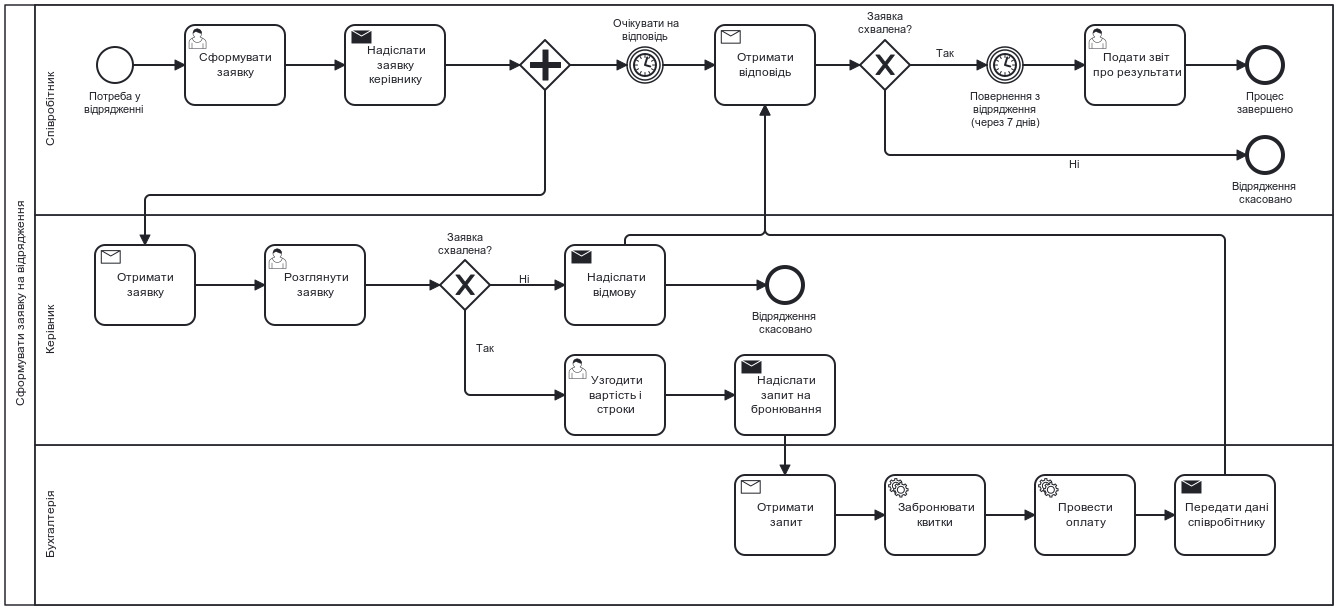 Сформувати заявку на відрядження
Співробітник
Потреба у
відрядженні
Сформувати
заявку
Надіслати
заявку
керівнику
Очікувати на
відповідь
Отримати
відповідь
Заявка
схвалена?
Так
Повернення з
відрядження
(через 7 днів)
Подати звіт
про результати
Процес
завершено
Ні
Відрядження
скасовано
Керівник
Отримати
заявку
Розглянути
заявку
Заявка
схвалена?
Ні
Надіслати
відмову
Відрядження
скасовано
Так
Узгодити
вартість і
строки
Надіслати
запит на
бронювання
Бухгалтерія
Отримати
запит
Забронювати
квитки
Провести
оплату
Передати дані
співробітнику